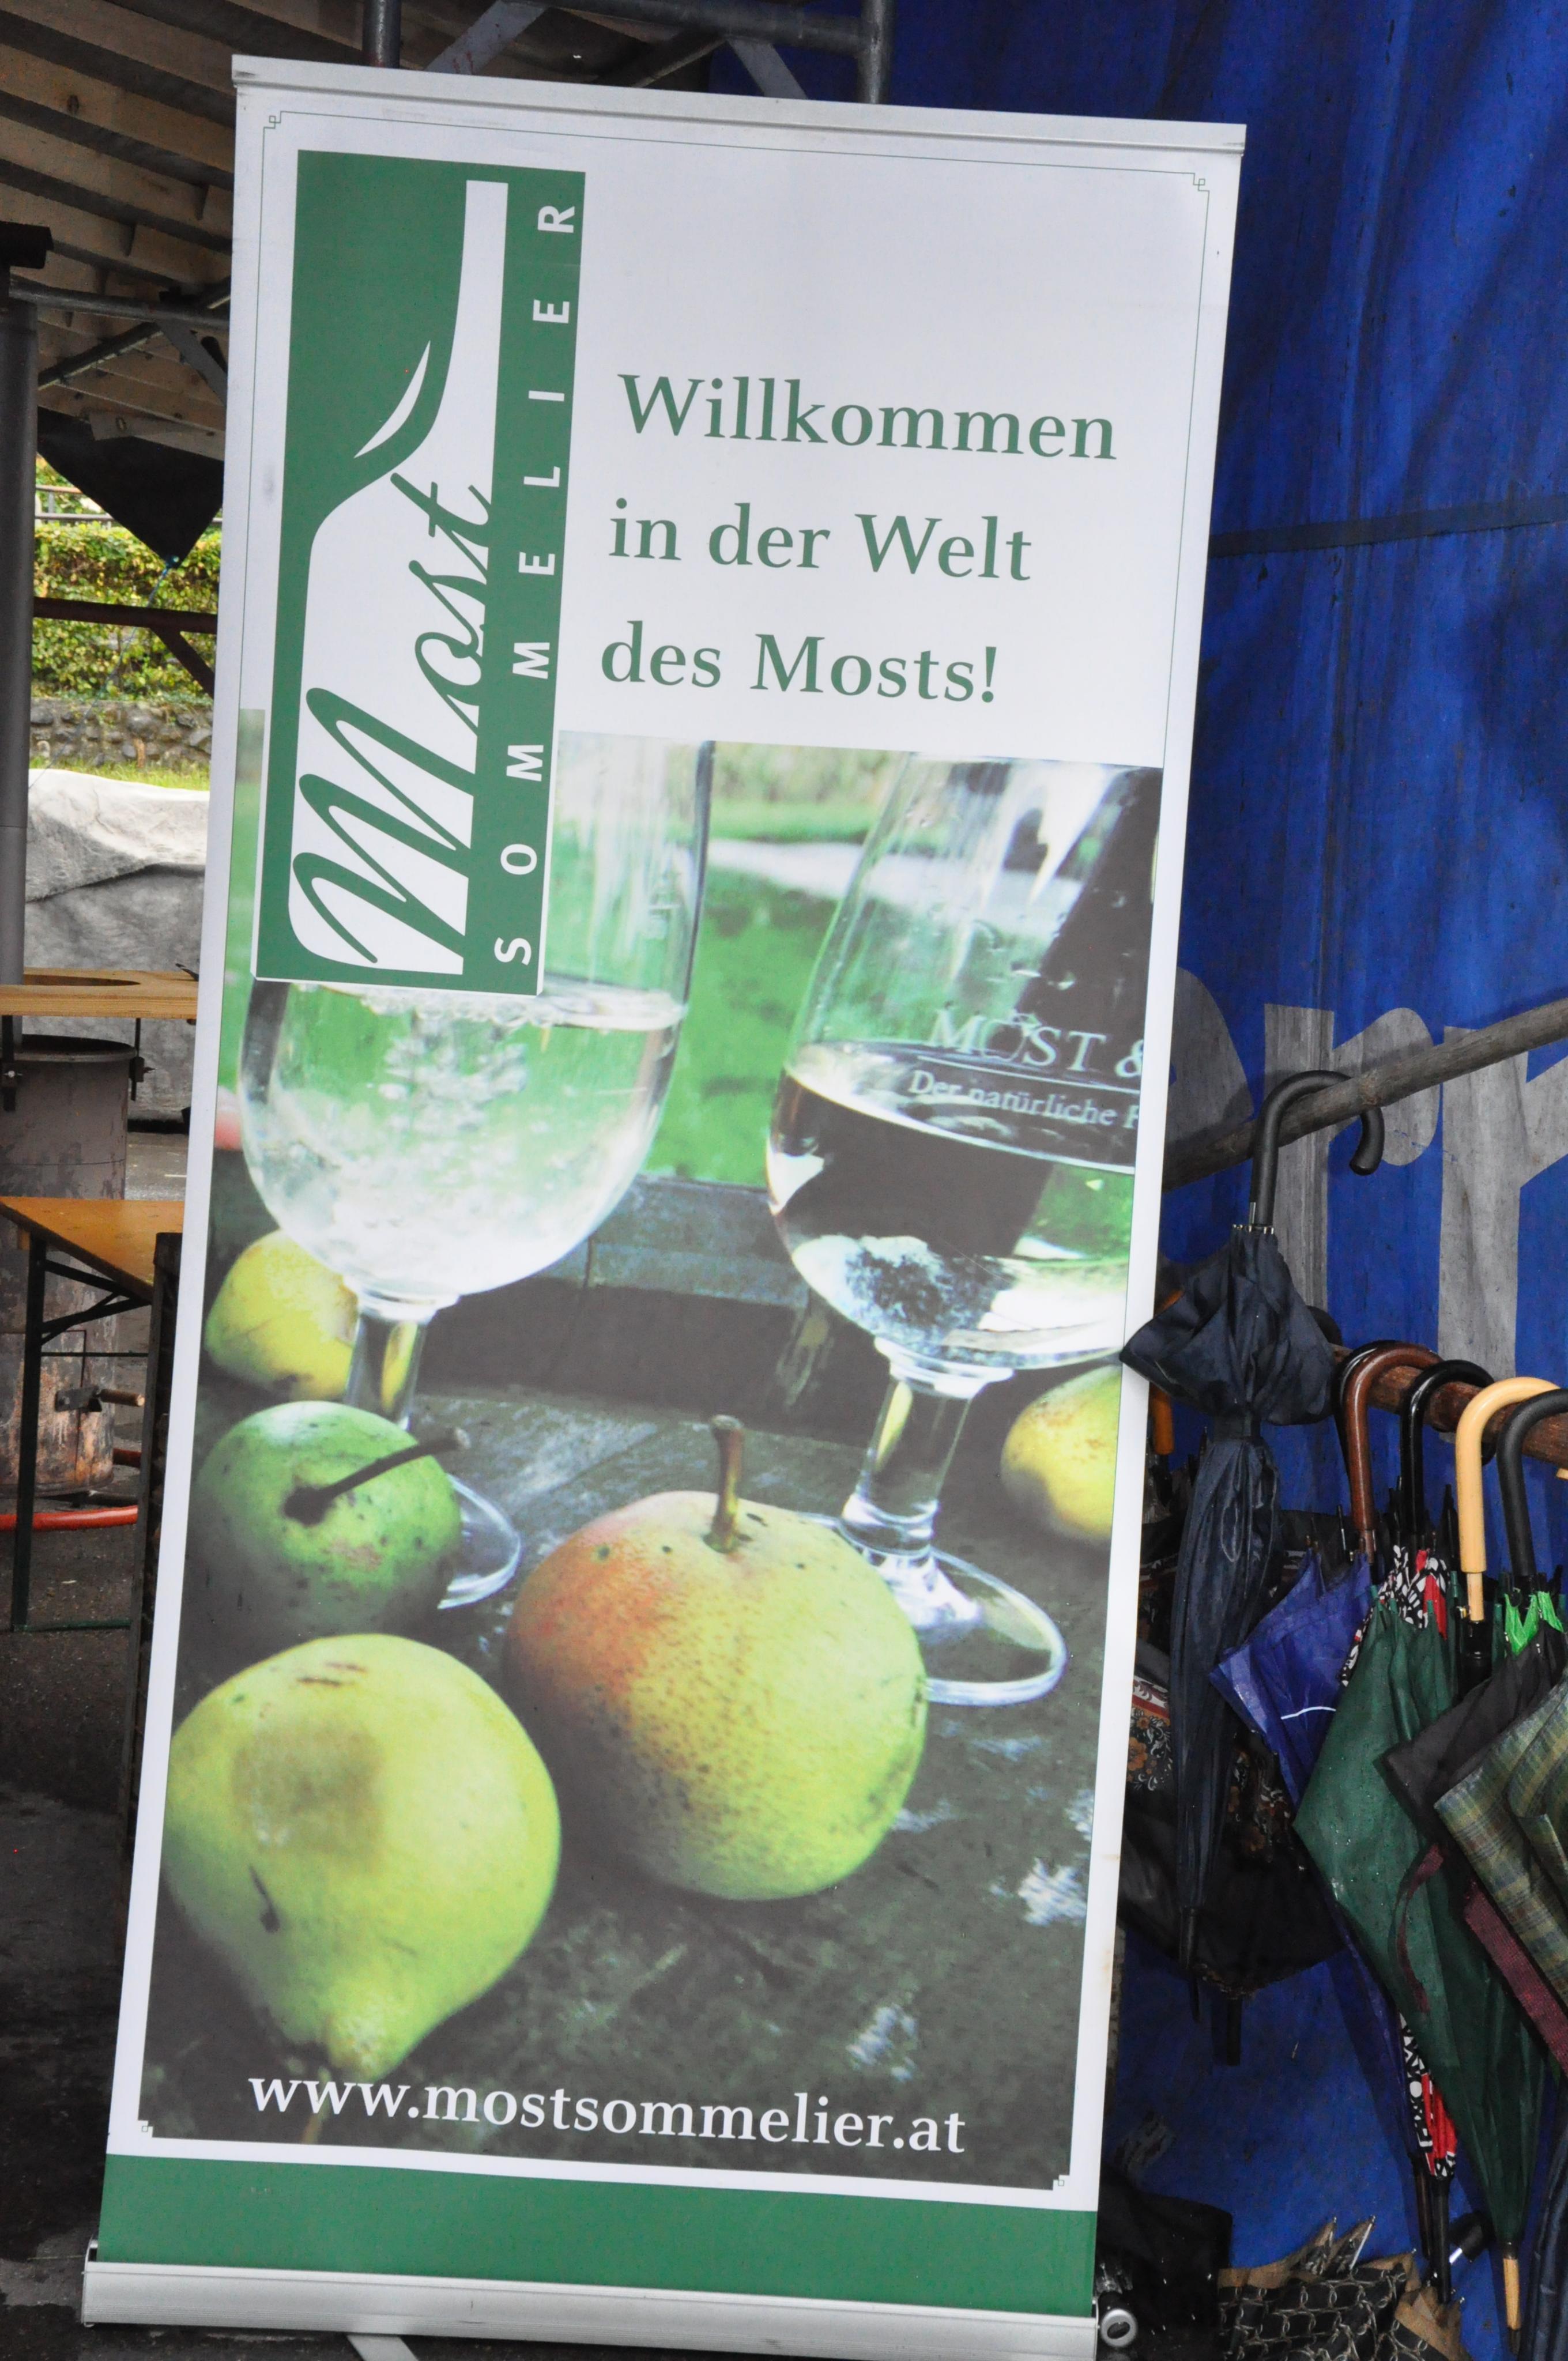 Most
SOMMELIER
Willkommen
in der Welt
des Mosts!
MOST &
Der natürliche
www.mostsommelier.at